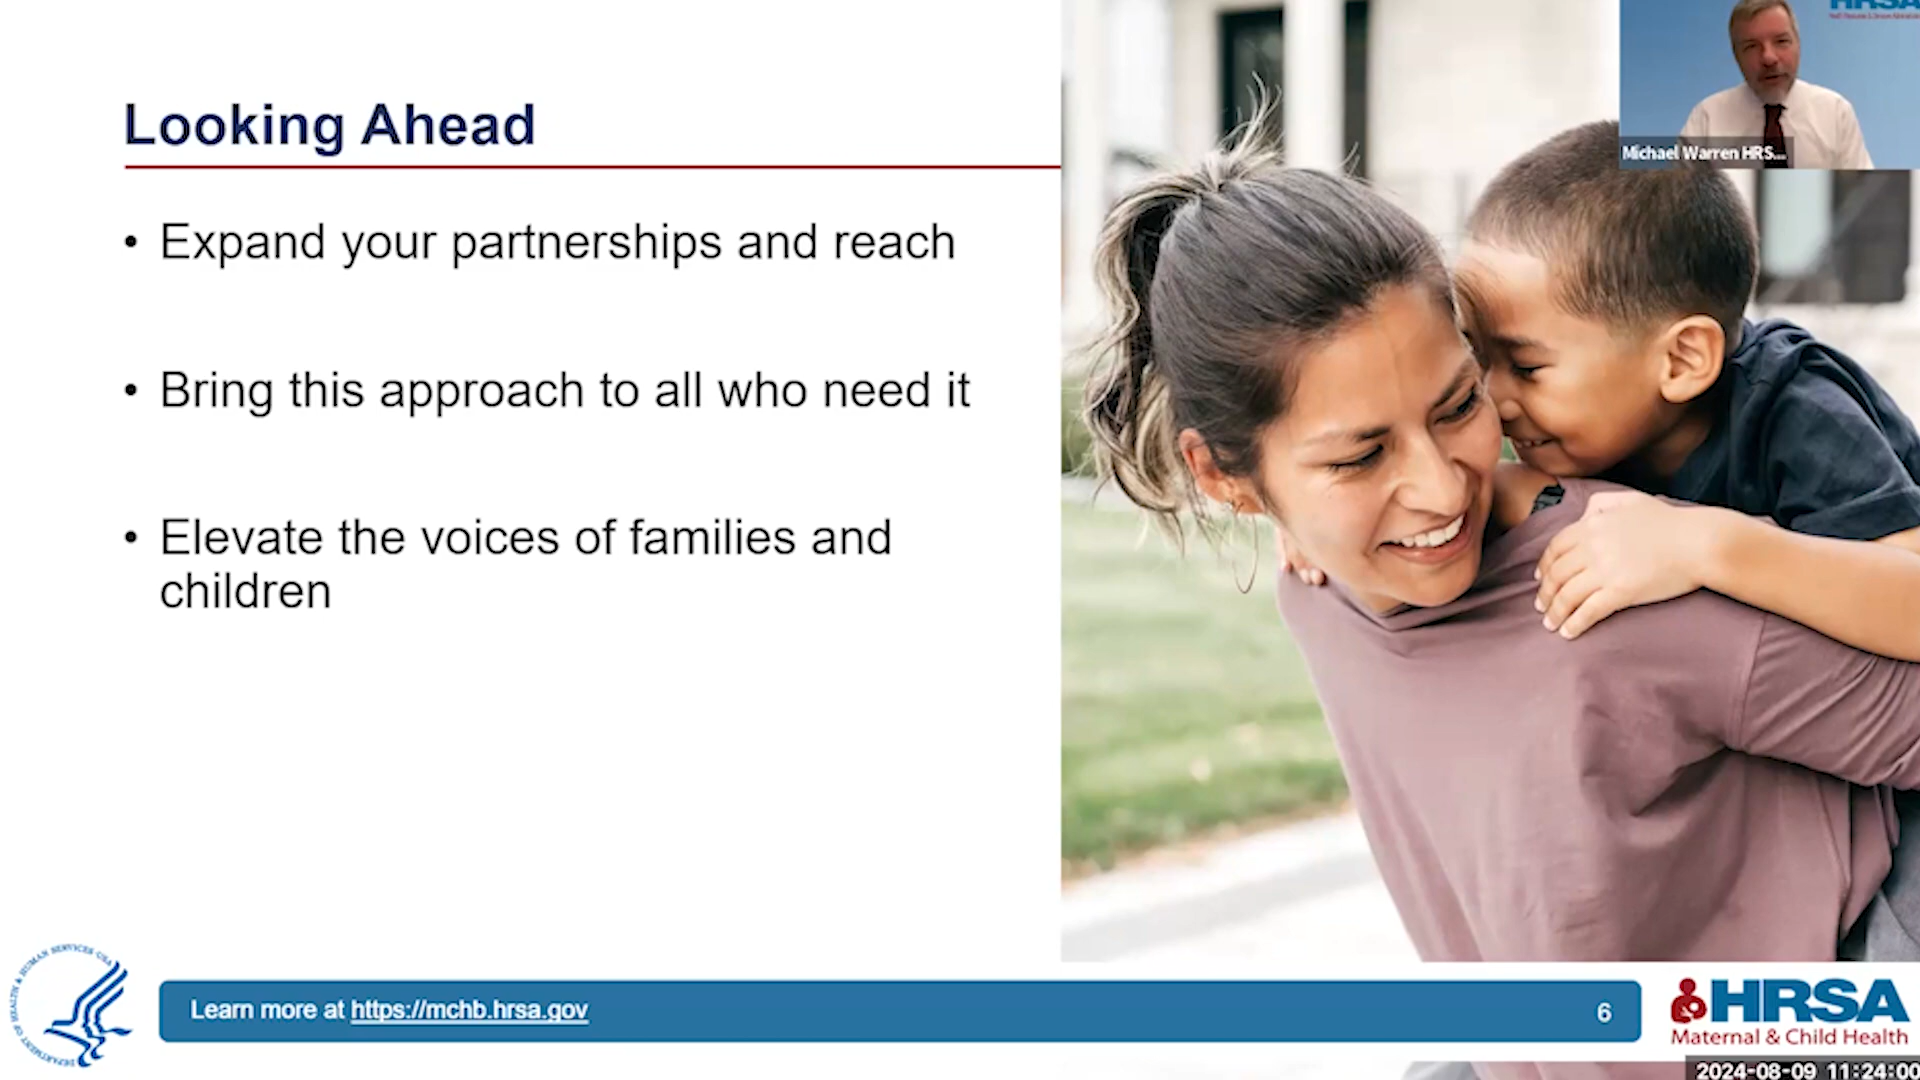 HRSA
Michael Warren HRS...
Looking Ahead
• Expand your partnerships and reach
• Bring this approach to all who need it
• Elevate the voices of families and
children
Learn more at https://mchb.hrsa.gov
6
HRSA
Maternal & Child Health
2024-08-09 11:24:00